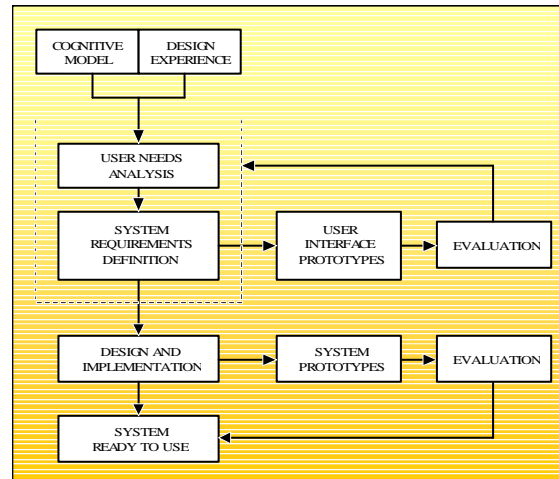 COGNITIVE
MODEL
DESIGN
EXPERIENCE
USER NEEDS
ANALYSIS
SYSTEM
REQUIREMENTS
DEFINITION
USER
INTERFACE
PROTOTYPES
EVALUATION
DESIGN AND
IMPLEMENTATION
SYSTEM
PROTOTYPES
EVALUATION
SYSTEM
READY TO USE